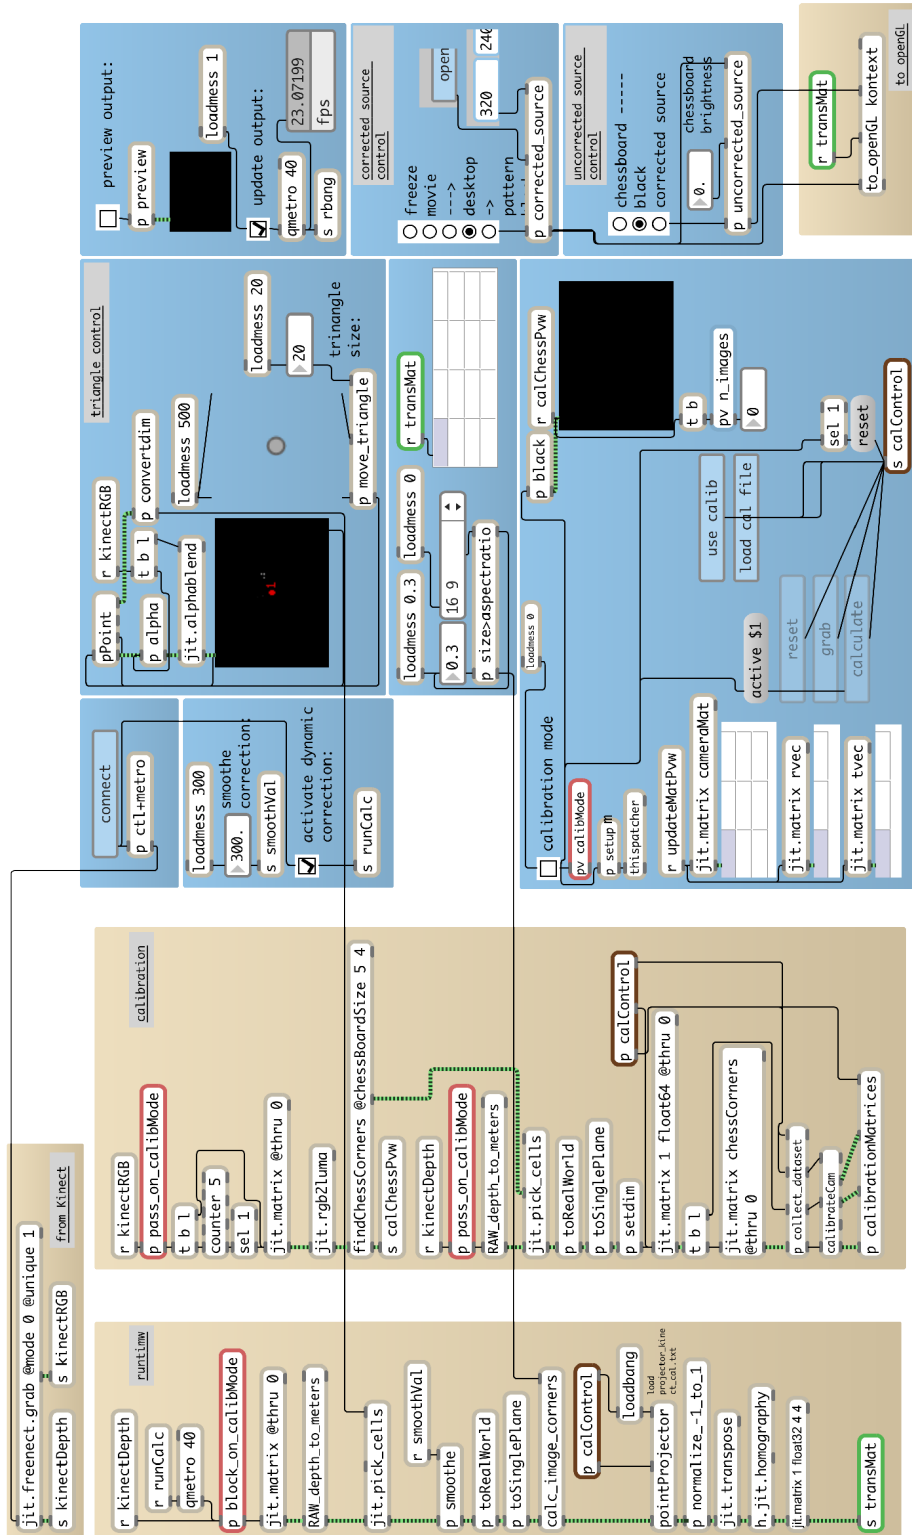 jit.freenect.grab @mode 0 @unique 1
s kinectDepth
s kinectRGB
from Kinect
connect
p ctl+metro
loadmess 300
300.
smoothe
correction:
s smoothVal
activate dynamic
correction:
s runCalc
triangle control
pPoint
r kinectRGB
p alpha
t b l
p convertdim
jit.alphablend
loadmess 500
1
loadmess 20
20
trinangle
size:
p move_triangle
preview output:
p preview
loadmess 1
update output:
qmetro 40
23.07199
fps
s rbang
runtimw
r kinectDepth
r runCalc
qmetro 40
p block_on_calibMode
jit.matrix @thru 0
RAW_depth_to_meters
jit.pick_cells
r smoothVal
p smoothe
p toRealWorld
p toSinglePlane
calc_image_corners
p calControl
loadbang
load
projector_kine
ct_cal.txt
pointProjector
p normalize_-1_to_1
jit.transpose
h.jit.homography
jit.matrix 1 float32 4 4
s transMat
calibration
r kinectRGB
p pass_on_calibMode
t b l
counter 5
sel 1
jit.matrix @thru 0
jit.rgb2luma
findChessCorners @chessBoardSize 5 4
s calChessPvw
r kinectDepth
p pass_on_calibMode
RAW_depth_to_meters
jit.pick_cells
p toRealWorld
p toSinglePlane
p setdim
p calControl
jit.matrix 1 float64 @thru 0
t b l
jit.matrix chessCorners
@thru 0
p collect_dataset
calibrateCam
p calibrationMatrices
loadmess 0.3
loadmess 0
r transMat
0.3
16 9
p size>aspectratio
loadmess 0
calibration mode
pv calibMode
p setup m
thispatcher
p black
r calChessPvw
t b
pv n_images
0
r updateMatPvw
jit.matrix cameraMat
jit.matrix rvec
jit.matrix tvec
active $1
use calib
load cal file
reset
grab
calculate
sel 1
reset
s calControl
corrected source
control
freeze
movie
--->
desktop
->
pattern
open
320
240
p corrected_source
uncorrected source
control
chessboard -----
black
corrected source
chessboard
brightness
0.
p uncorrected_source
r transMat
to_openGL kontext
to_openGL